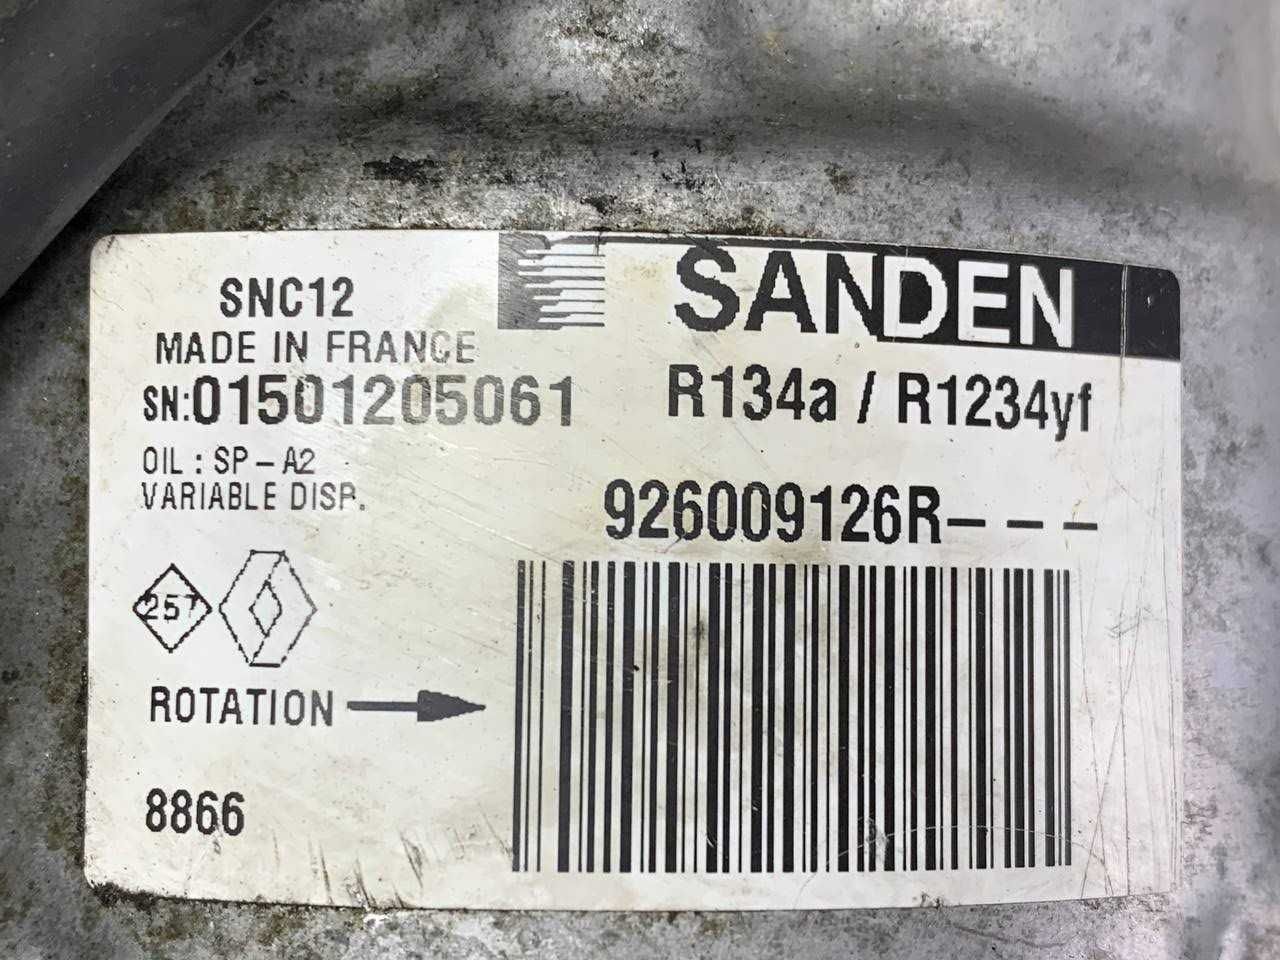 SANDEN
SNC12
MADE IN FRANCE
SN:01501205061
R134a / R1234yf
OIL : SP-A2
VARIABLE DISP.
926009126R---
257
ROTATION
8866